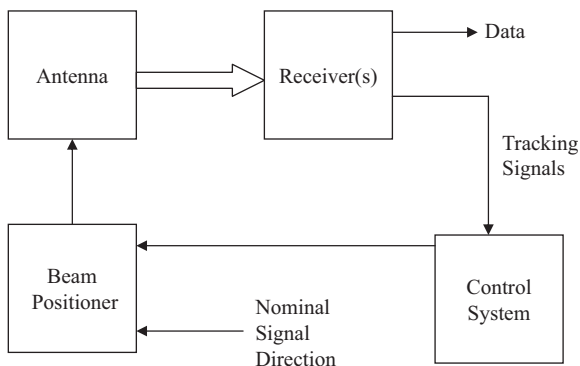 Antenna
Receiver(s)
Data
Tracking
Signals
Beam
Positioner
Nominal
Signal
Direction
Control
System